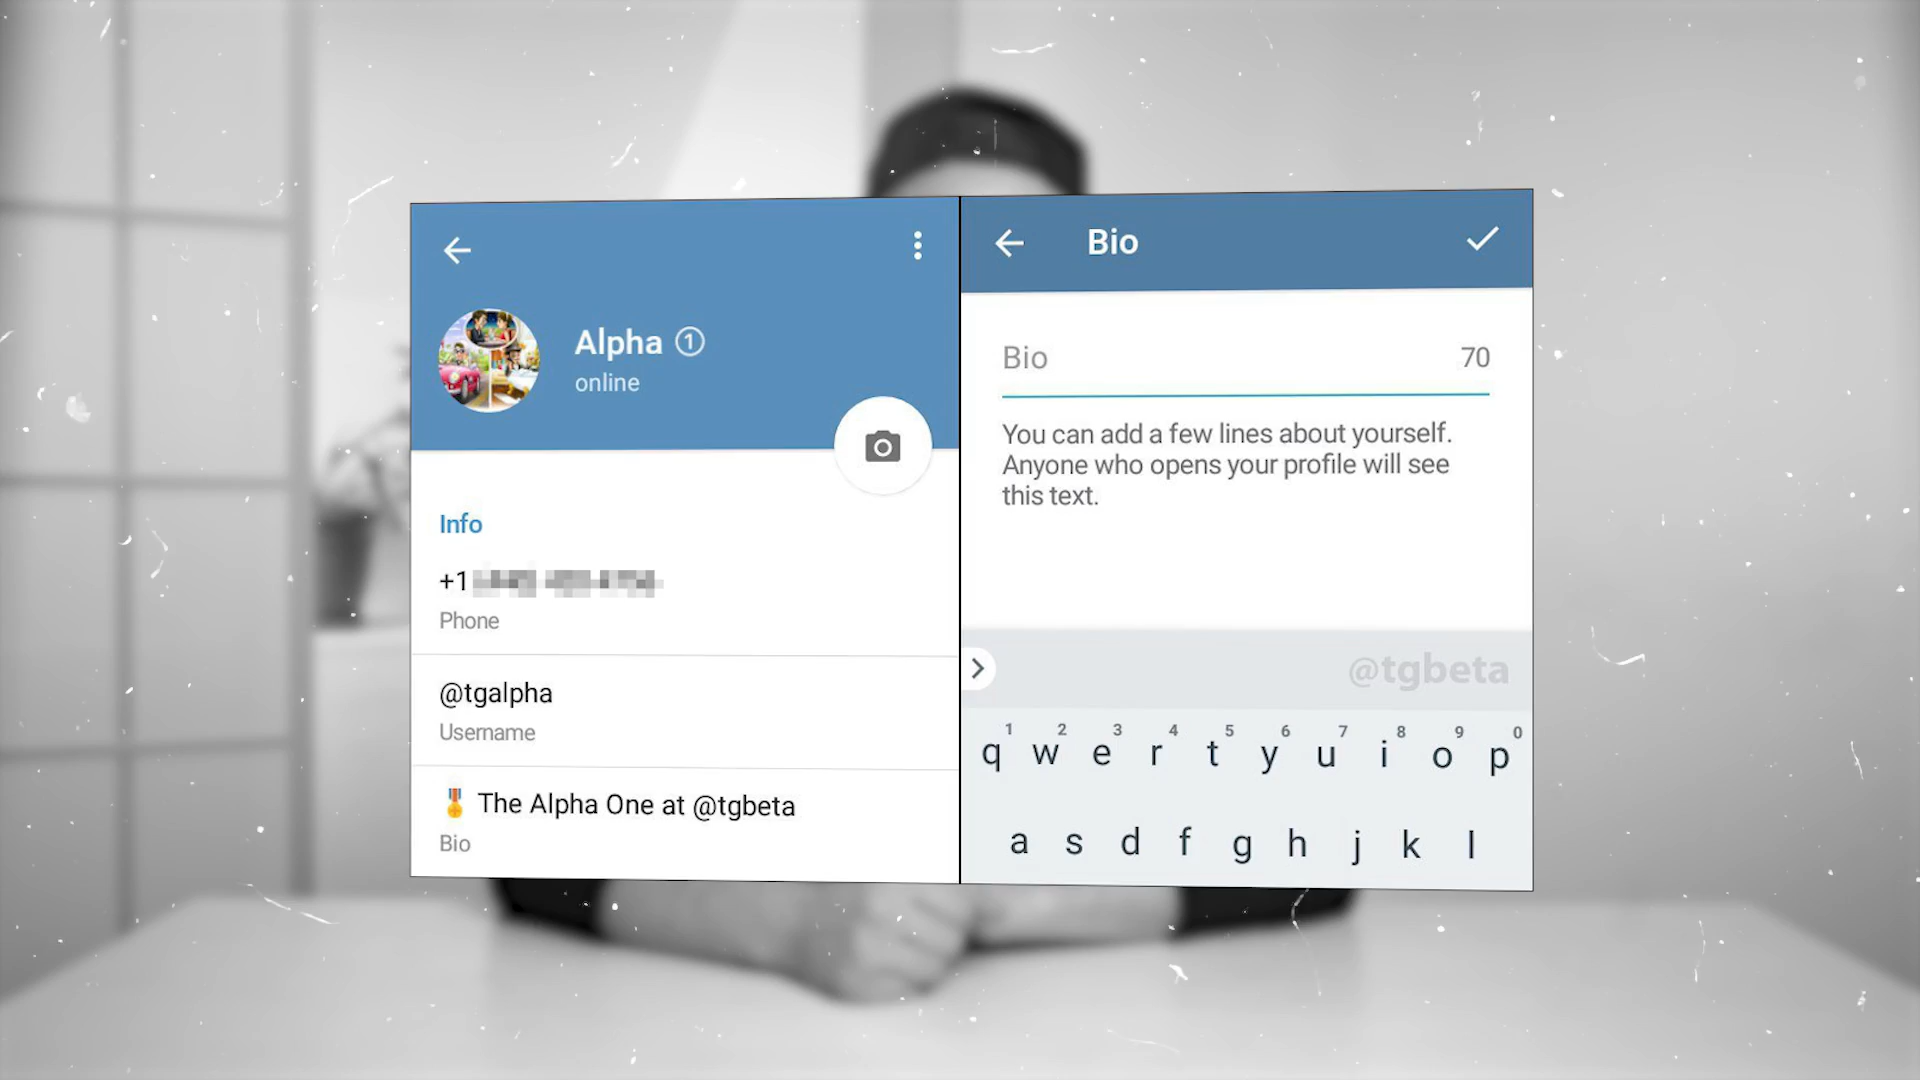 Alpha ①
online
Info
+1
Phone
@tgalpha
Username
🎖 The Alpha One at @tgbeta
Bio
Bio
Bio 70
You can add a few lines about yourself.
Anyone who opens your profile will see
this text.
@tgbeta
1 2 3 4 5 6 7 8 9 0
q w e r t y u i o p
a s d f g h j k l